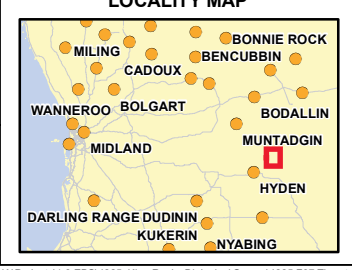 LOCALITY MAP
BONNIE ROCK
MILING
BENCUBBIN
CADOUX
WANNEROO
BOLGART
BODALLIN
MUNTADGIN
MIDLAND
HYDEN
DARLING RANGE
DUDININ
KUKERIN
NYABING